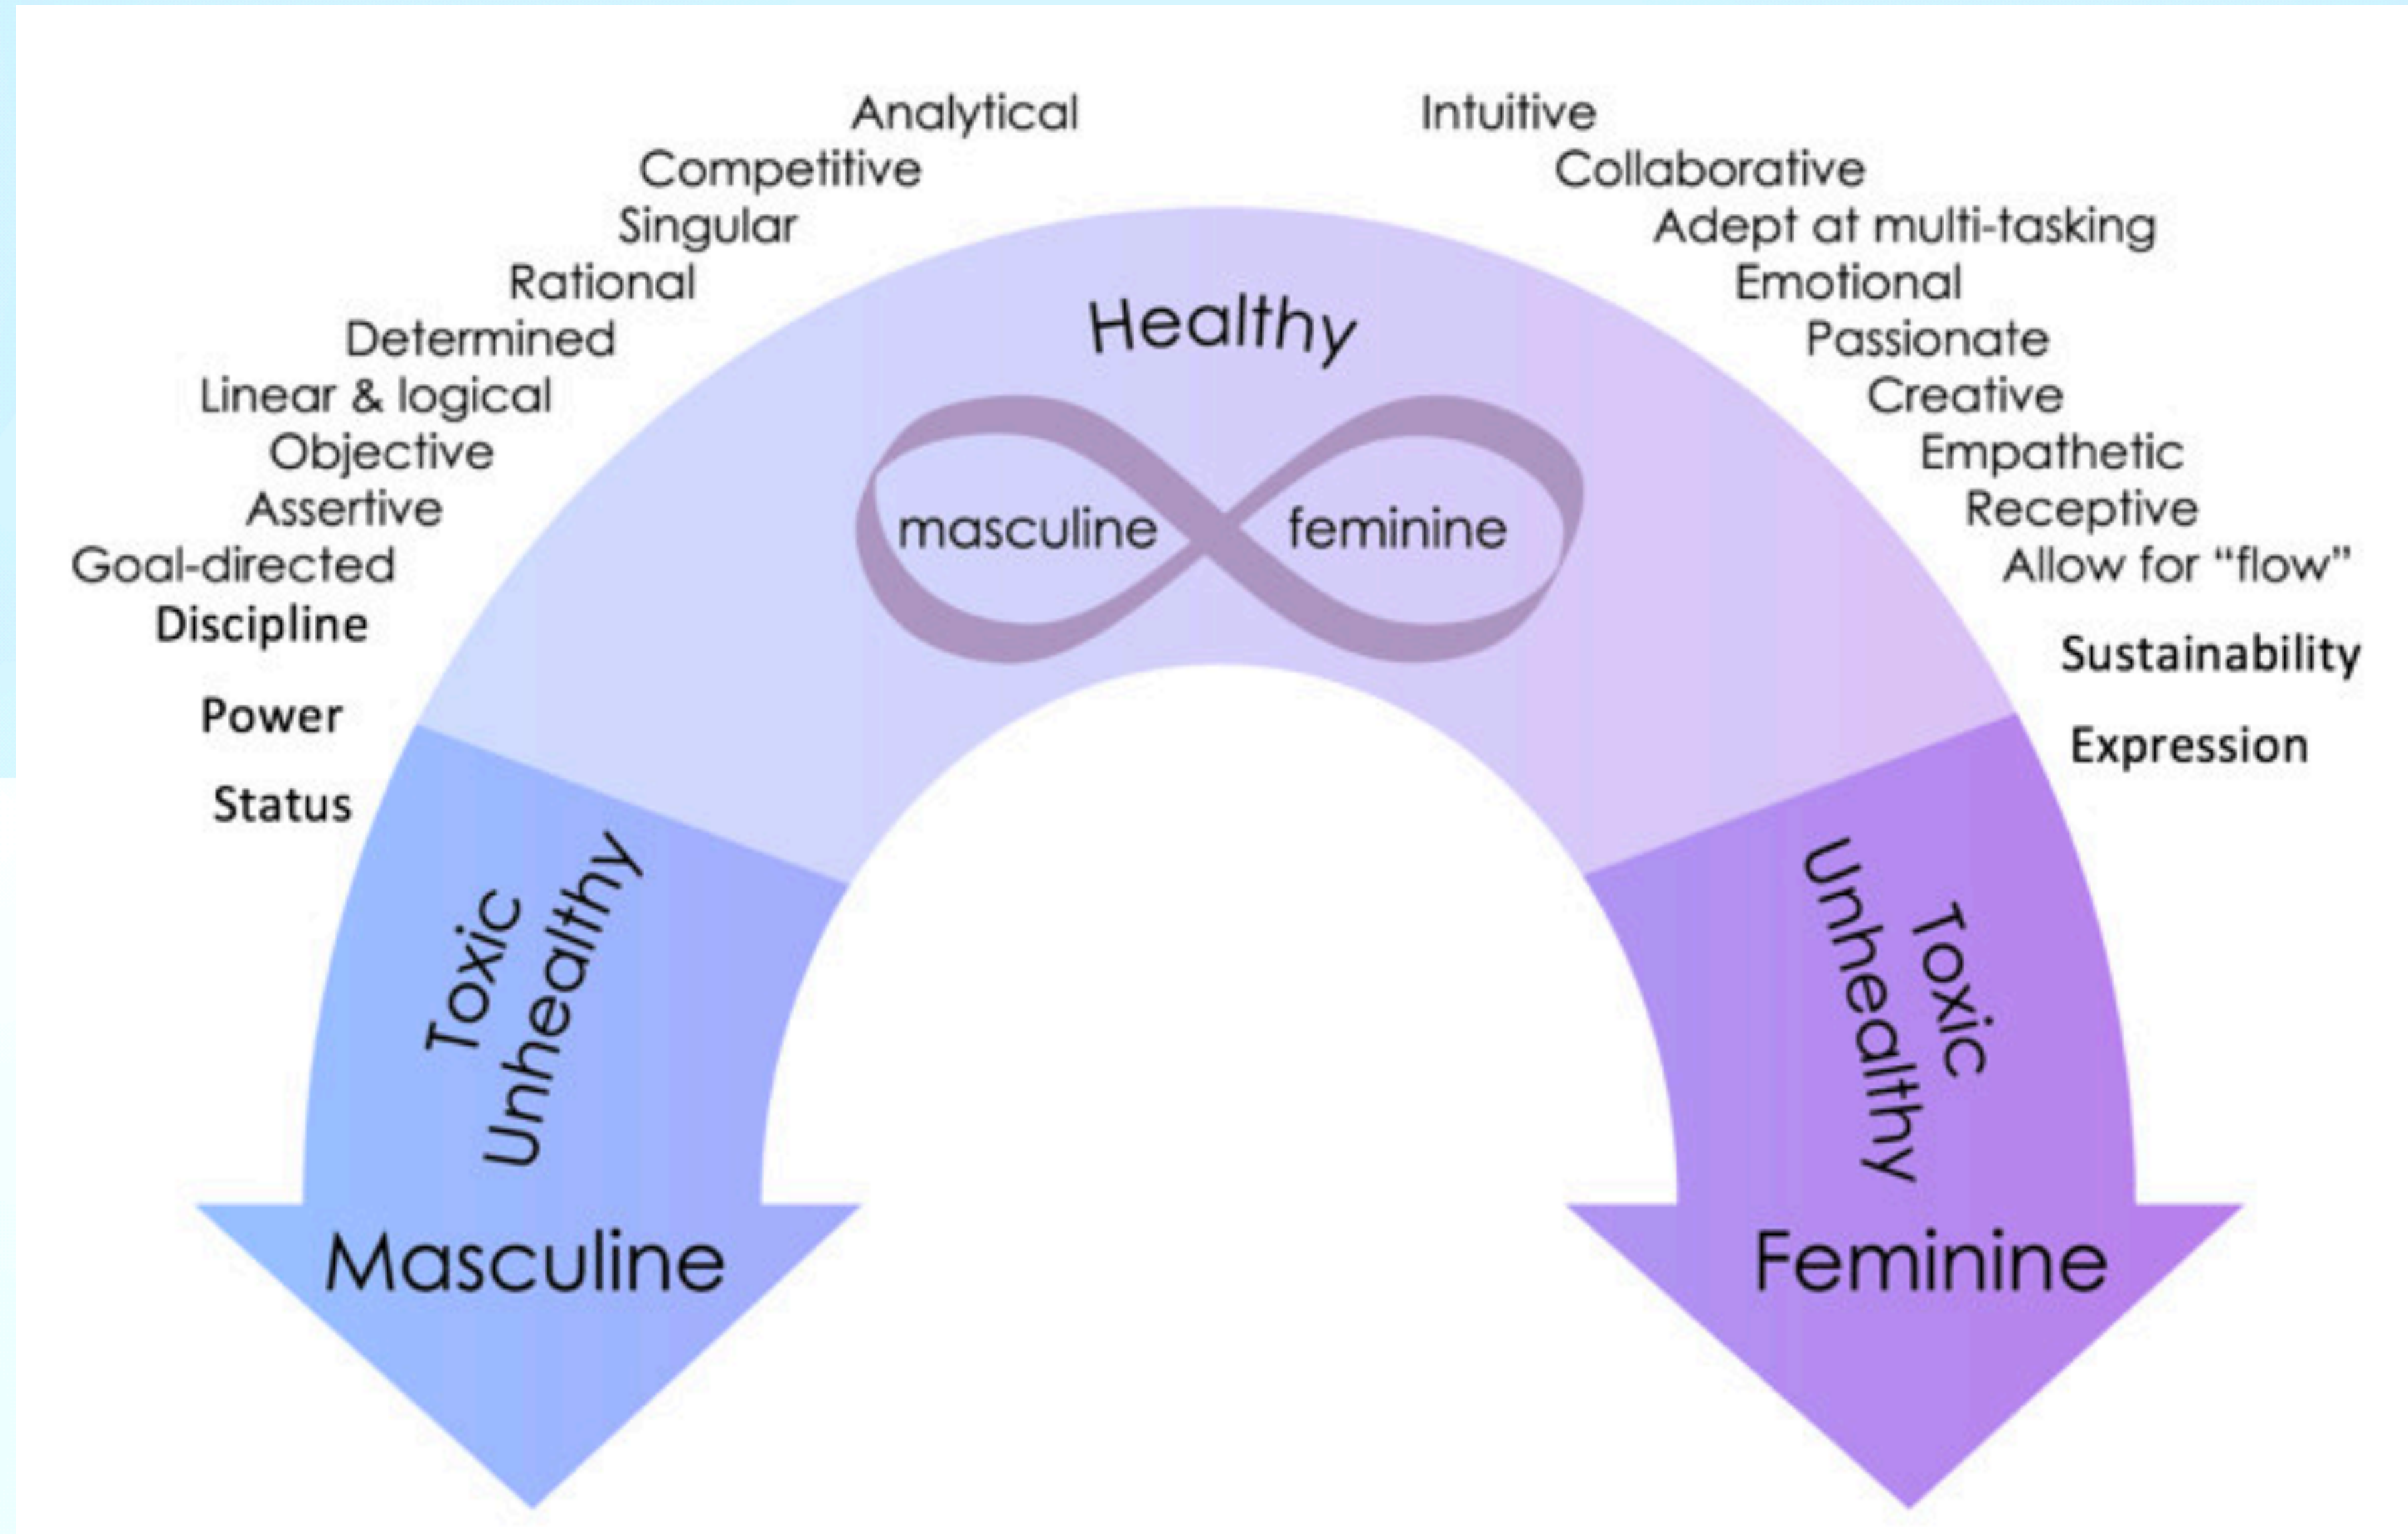 Analytical
Competitive
Singular
Rational
Determined
Linear & logical
Objective
Assertive
Goal-directed
Discipline
Power
Status
Intuitive
Collaborative
Adept at multi-tasking
Emotional
Passionate
Creative
Empathetic
Receptive
Allow for “flow”
Sustainability
Expression
Healthy
masculine
feminine
Toxic
Unhealthy
Masculine
Toxic
Unhealthy
Feminine